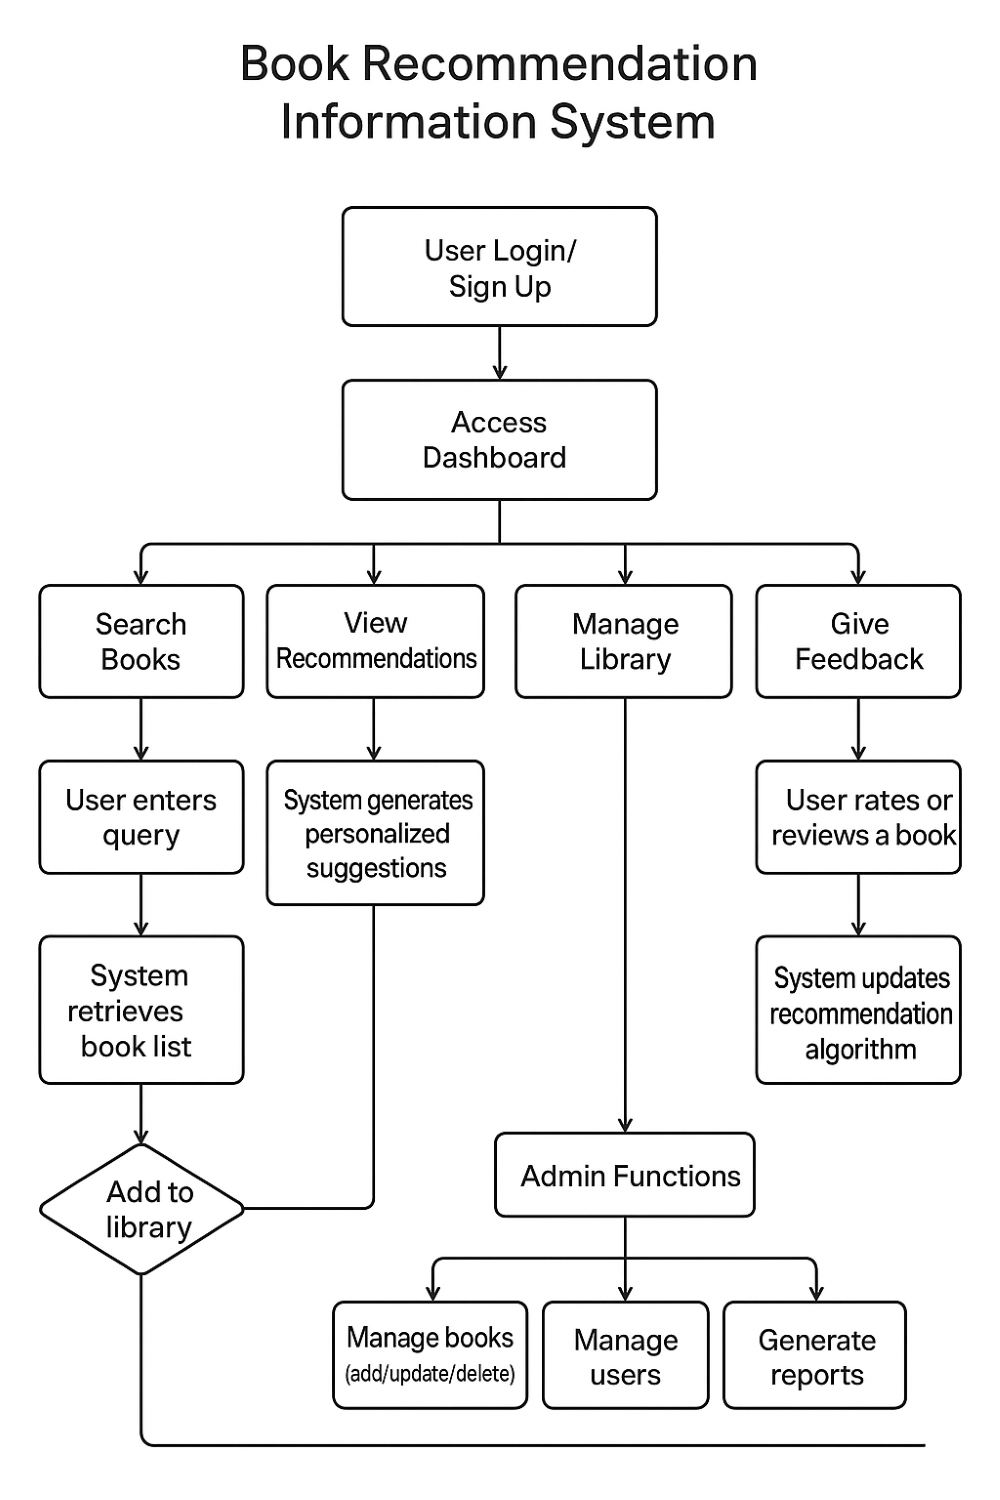 Book Recommendation
Information System
User Login/
Sign Up
Access
Dashboard
Search
Books
View
Recommendations
Manage
Library
Give
Feedback
User enters
query
System generates
personalized
suggestions
User rates or
reviews a book
System
retrieves
book list
System updates
recommendation
algorithm
Add to
library
Admin Functions
Manage books
(add/update/delete)
Manage
users
Generate
reports